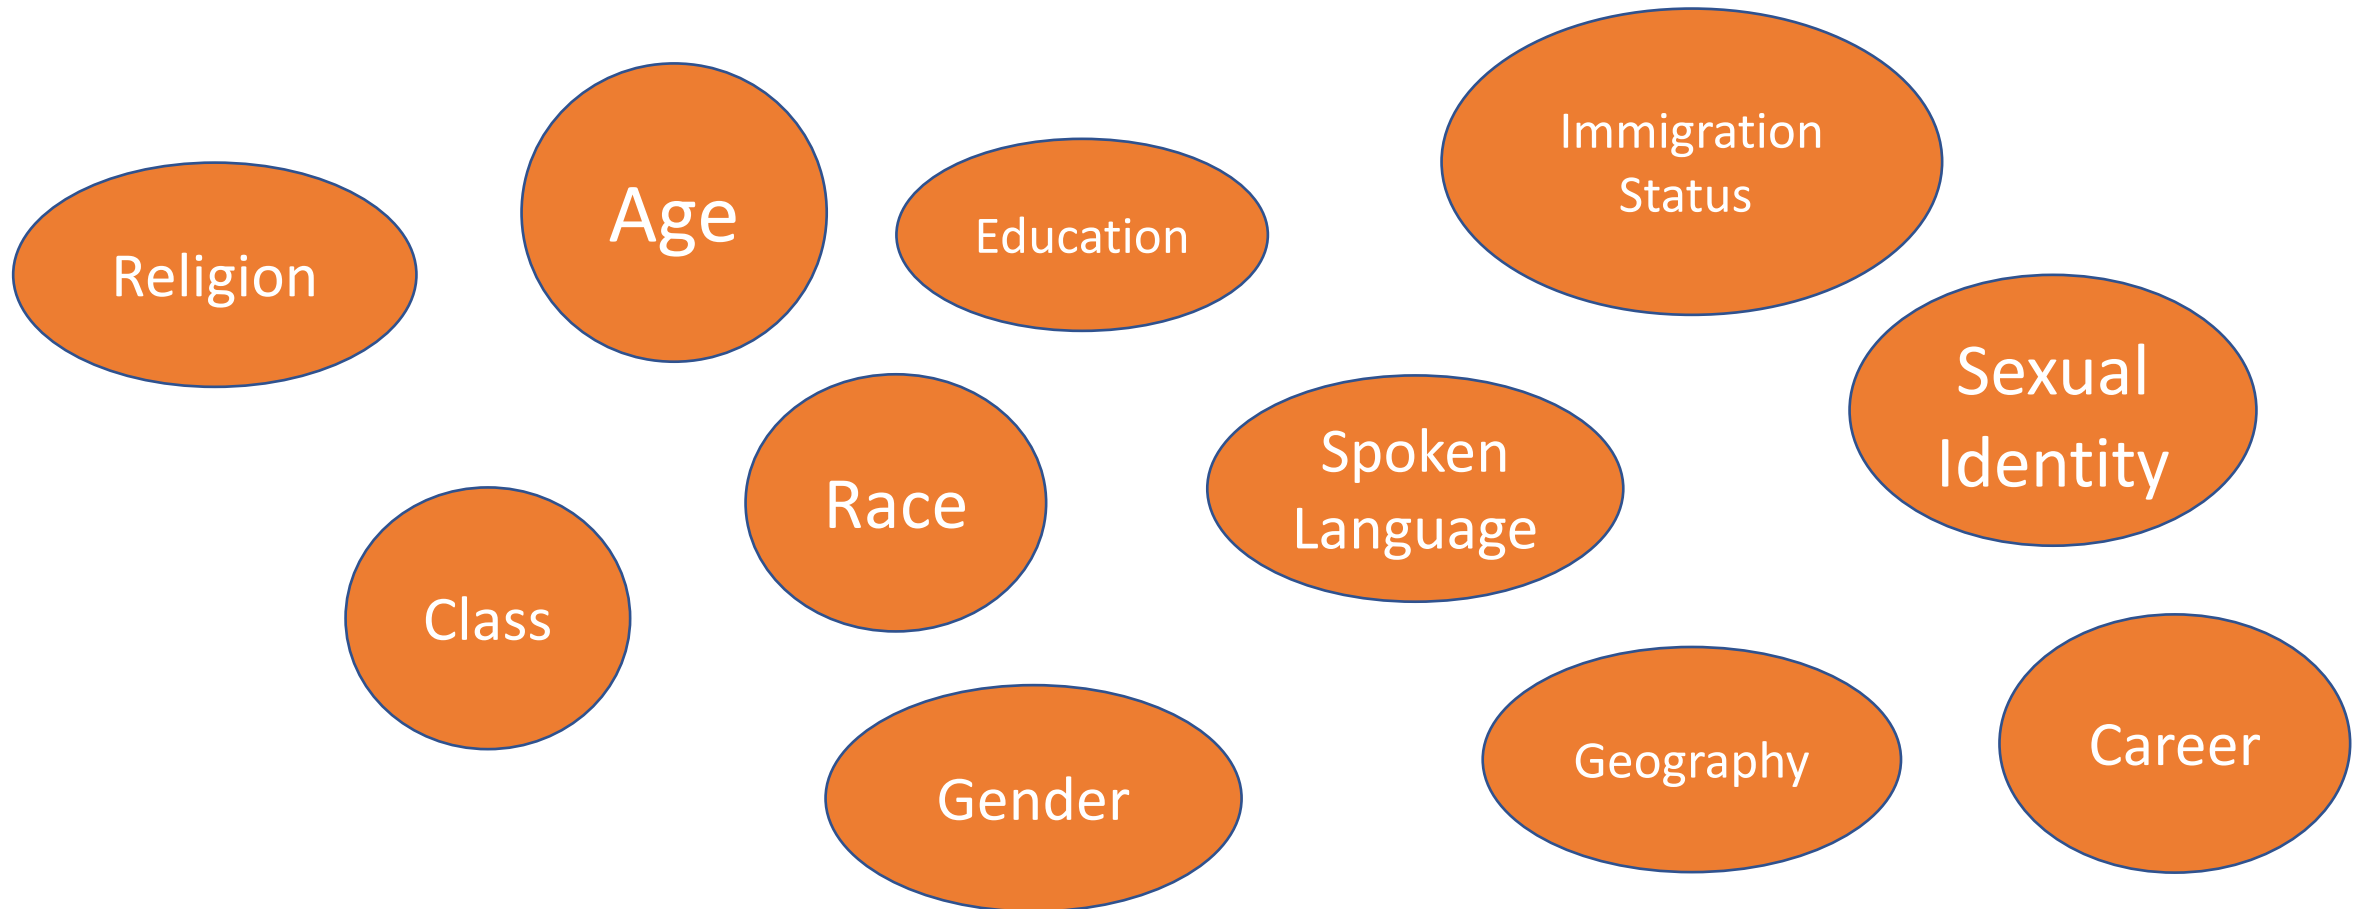 Religion
Age
Education
Immigration
Status
Sexual
Identity
Race
Spoken
Language
Class
Gender
Geography
Career